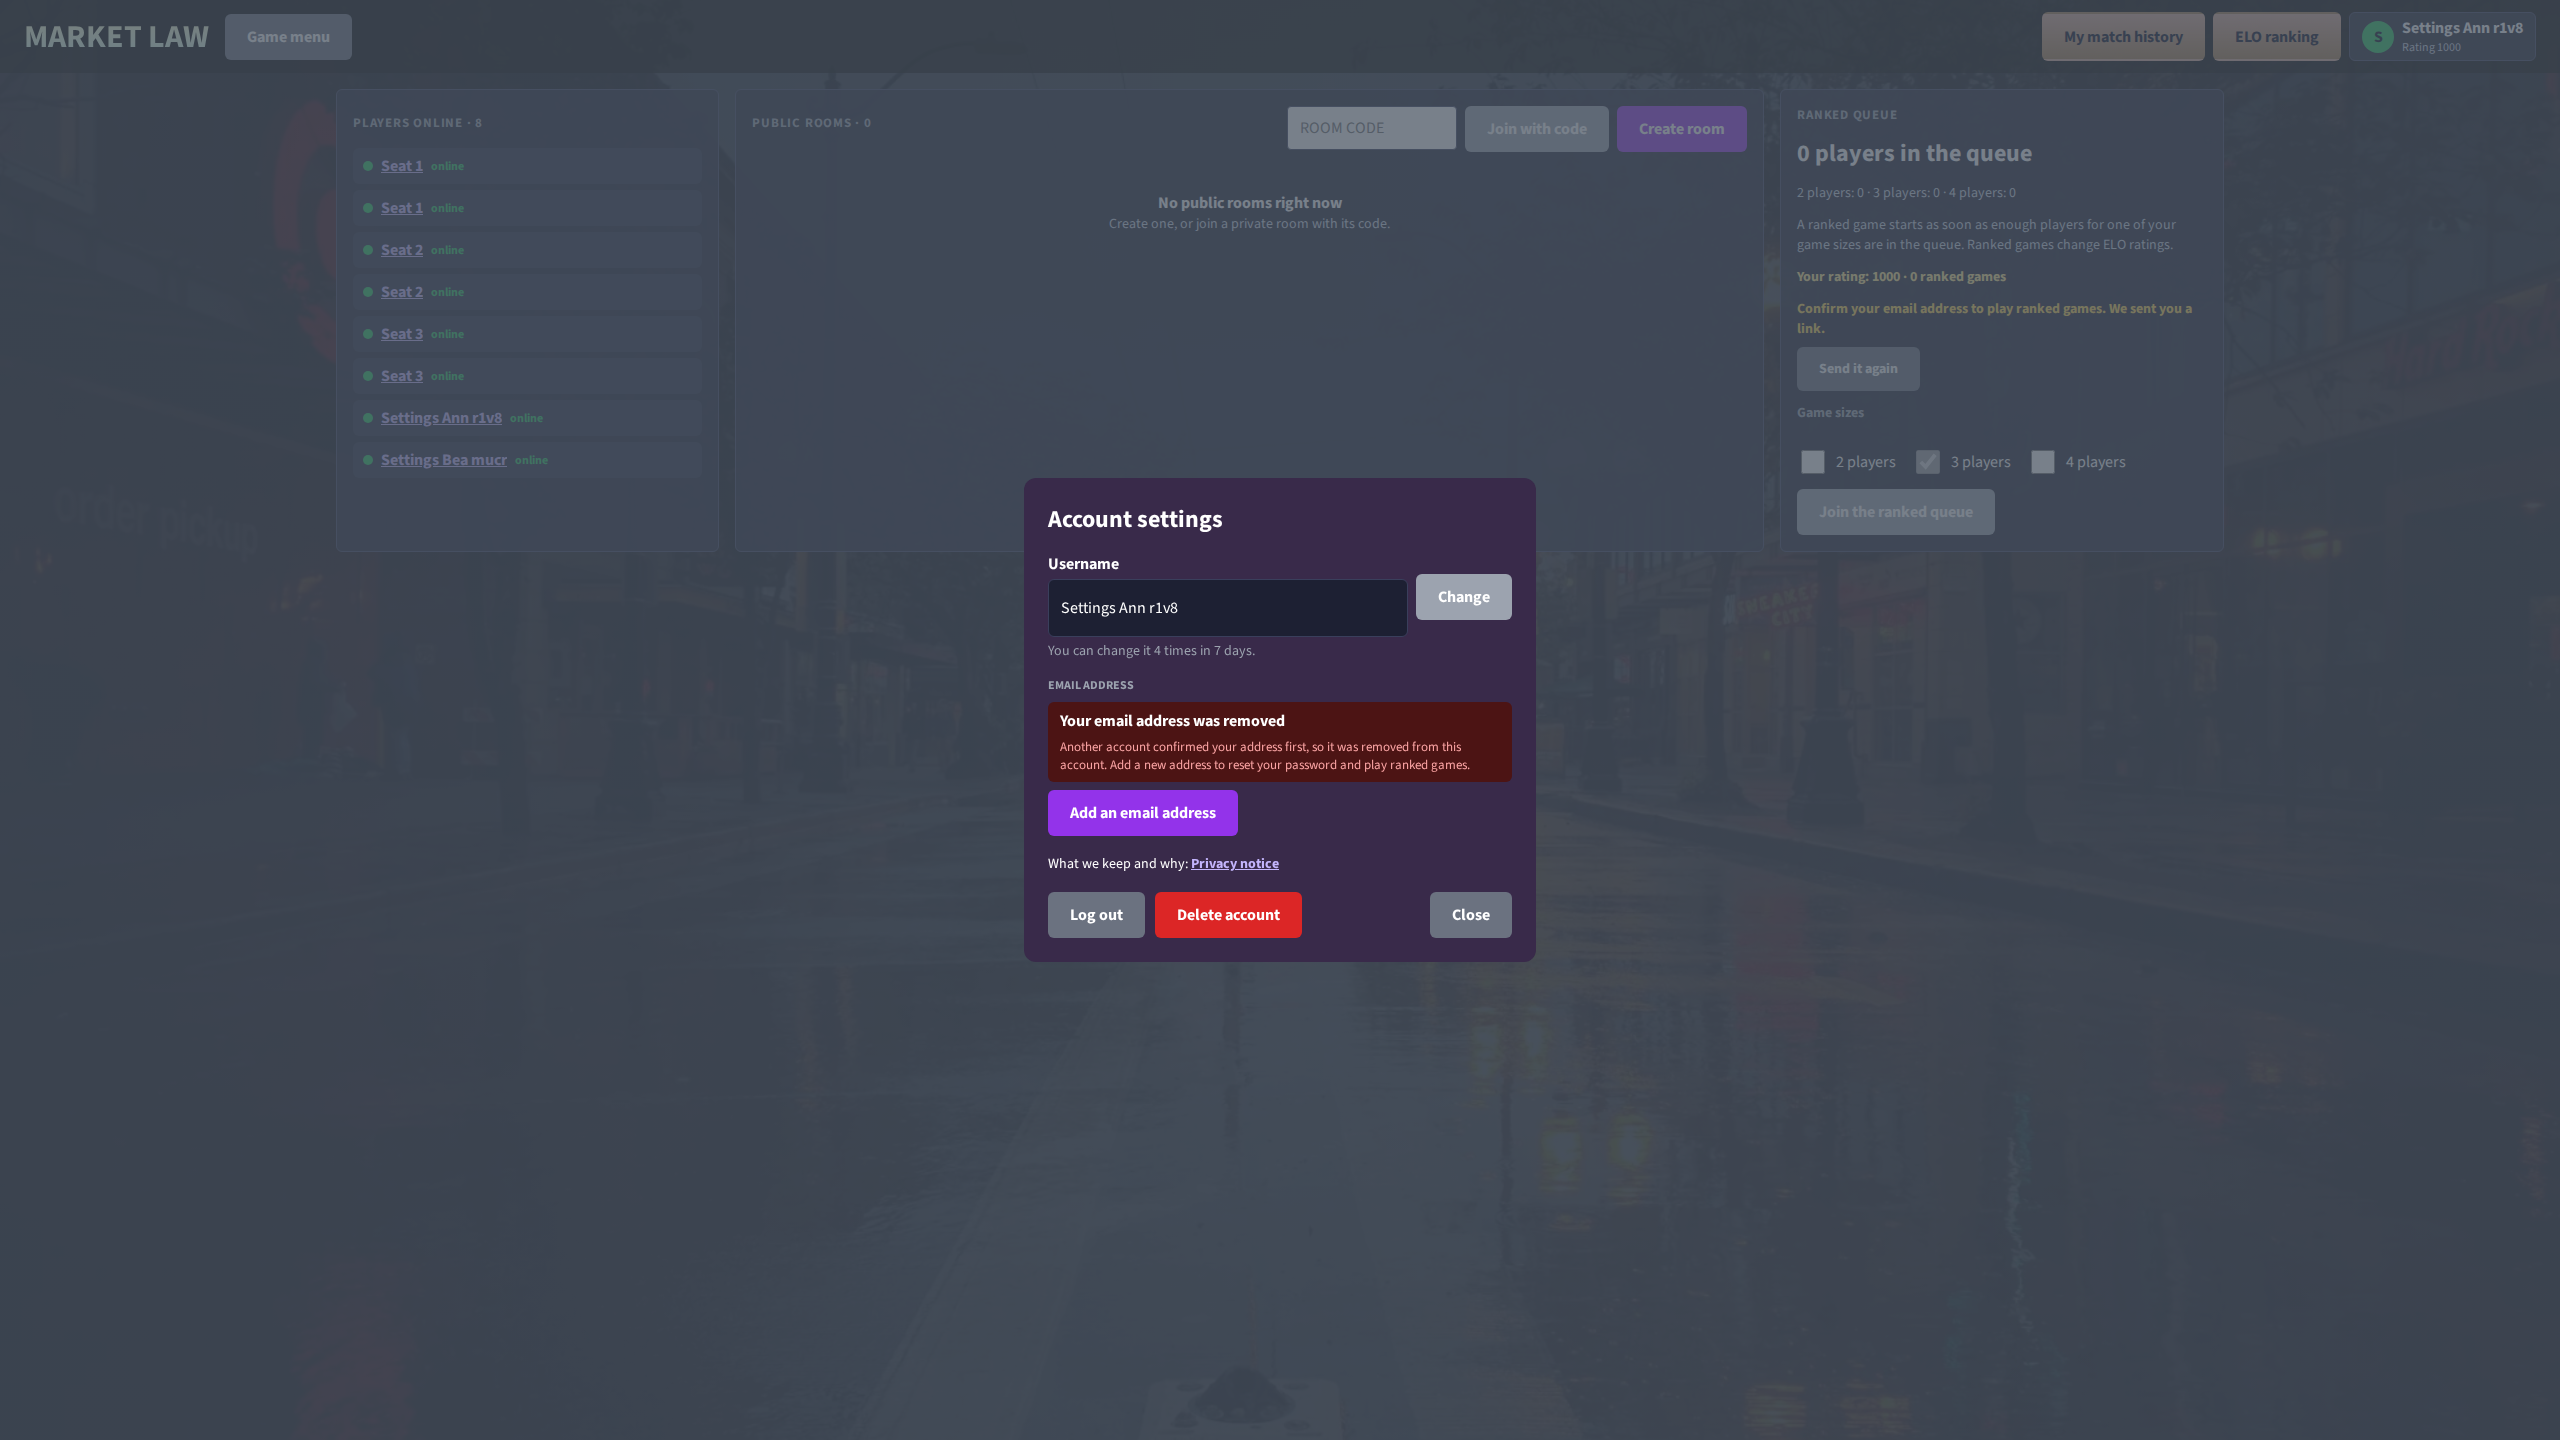 MARKET LAW
Game menu
My match history
ELO ranking
S
Settings Ann r1v8
Rating 1000
PLAYERS ONLINE · 8
Seat 1 online
Seat 1 online
Seat 2 online
Seat 2 online
Seat 3 online
Seat 3 online
Settings Ann r1v8 online
Settings Bea mucr online
PUBLIC ROOMS · 0
ROOM CODE
Join with code
Create room
No public rooms right now
Create one, or join a private room with its code.
RANKED QUEUE
0 players in the queue
2 players: 0 · 3 players: 0 · 4 players: 0
A ranked game starts as soon as enough players for one of your
game sizes are in the queue. Ranked games change ELO ratings.
Your rating: 1000 · 0 ranked games
Confirm your email address to play ranked games. We sent you a
link.
Send it again
Game sizes
2 players
3 players
4 players
Join the ranked queue
order pickup
SNEAKER
CITY
Account settings
Username
Settings Ann r1v8
Change
You can change it 4 times in 7 days.
EMAIL ADDRESS
Your email address was removed
Another account confirmed your address first, so it was removed from this
account. Add a new address to reset your password and play ranked games.
Add an email address
What we keep and why: Privacy notice
Log out
Delete account
Close